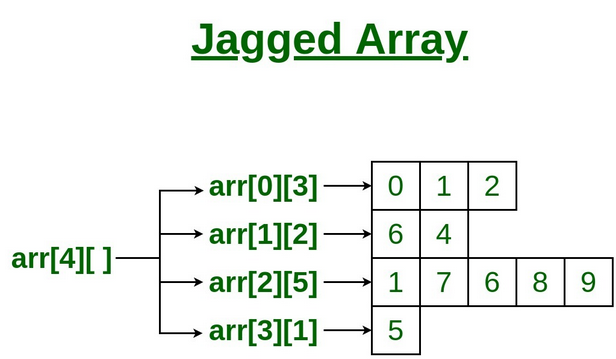 Jagged Array
arr[0][3] 0 1 2
arr[1][2] 6 4
arr[4][ ]
arr[2][5] 1 7 6 8 9
arr[3][1] 5